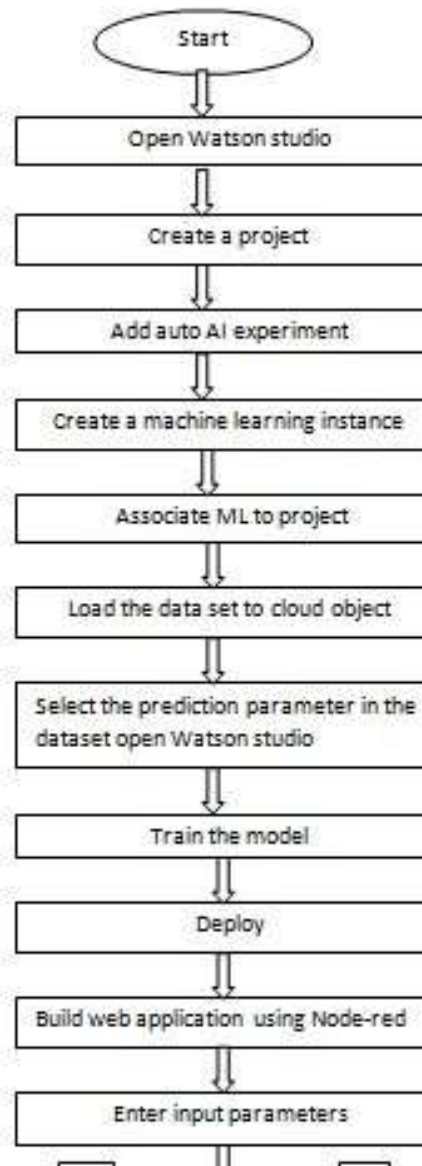 Start
Open Watson studio
Create a project
Add auto AI experiment
Create a machine learning instance
Associate ML to project
Load the data set to cloud object
Select the prediction parameter in the
dataset open Watson studio
Train the model
Deploy
Build web application using Node-red
Enter input parameters